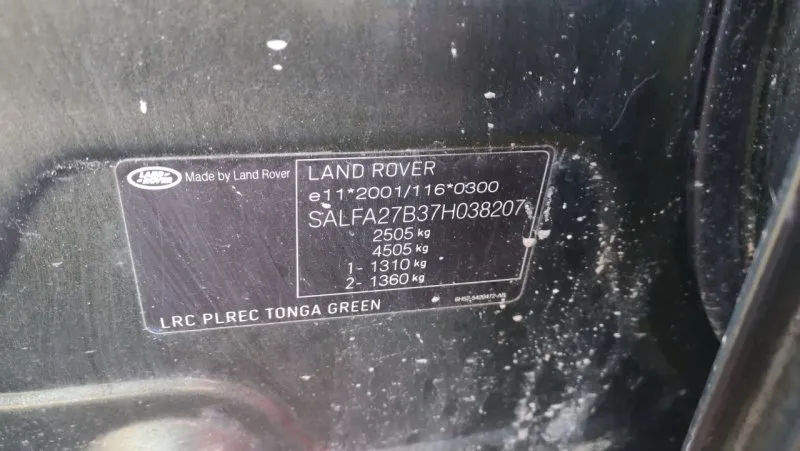 LAND ROVER
Made by Land Rover
LAND ROVER
e11*2001/116*0300
SALFA27B37H038207
2505 kg
4505 kg
1- 1310 kg
2- 1360 kg
LRC PLREC TONGA GREEN